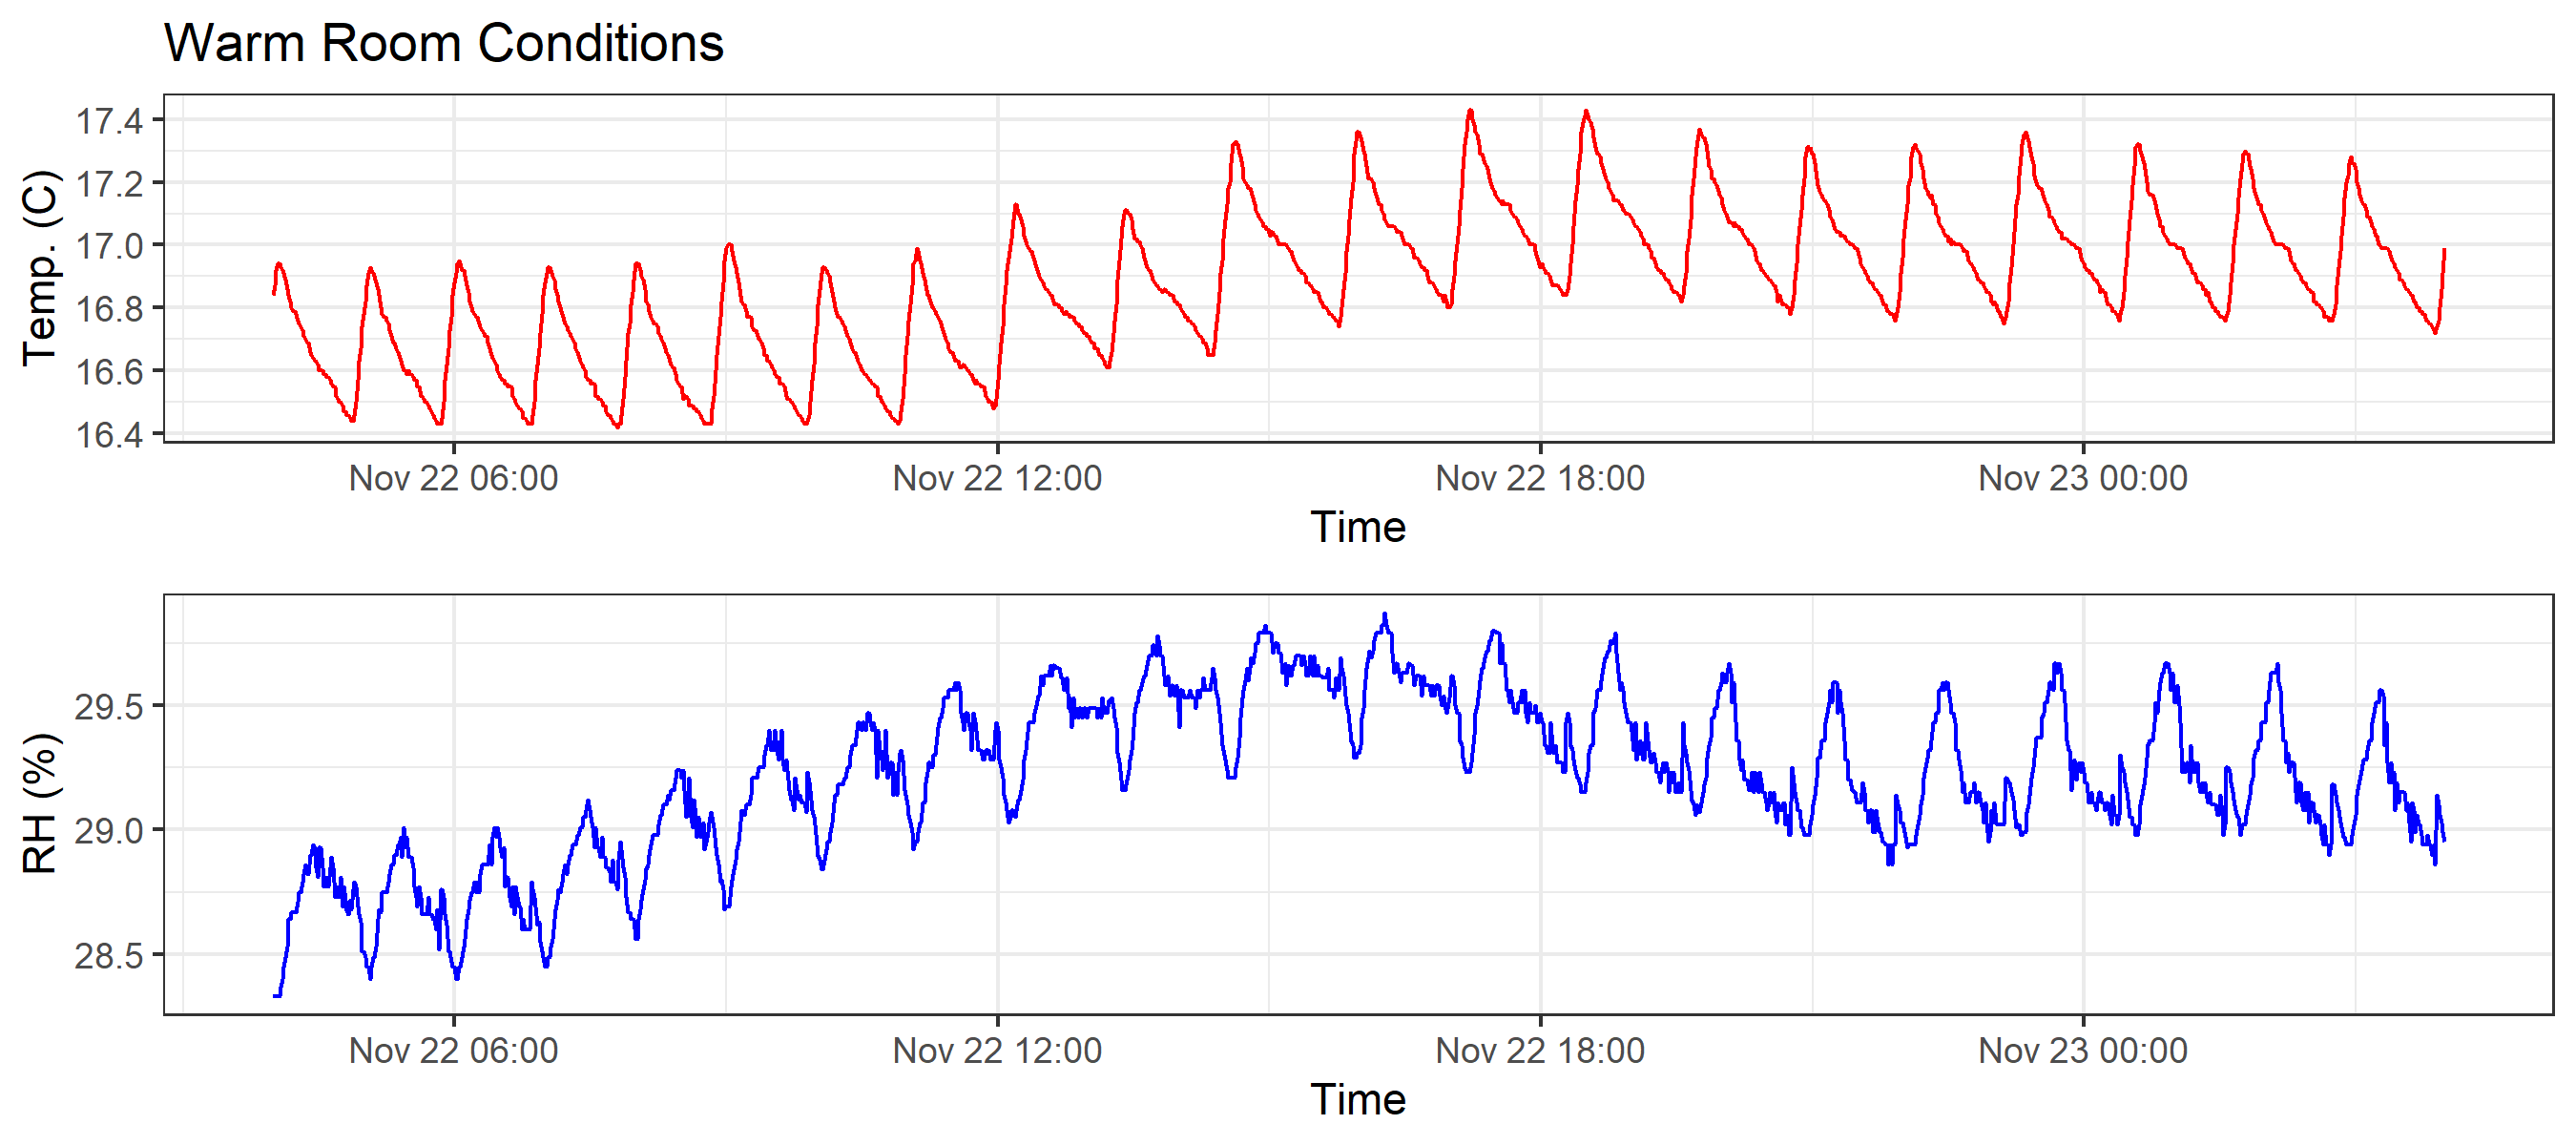 Warm Room Conditions
Temp. (C)
17.4
17.2
17.0
16.8
16.6
16.4
Nov 22 06:00 Nov 22 12:00 Nov 22 18:00 Nov 23 00:00
Time
RH (%)
29.5
29.0
28.5
Nov 22 06:00 Nov 22 12:00 Nov 22 18:00 Nov 23 00:00
Time